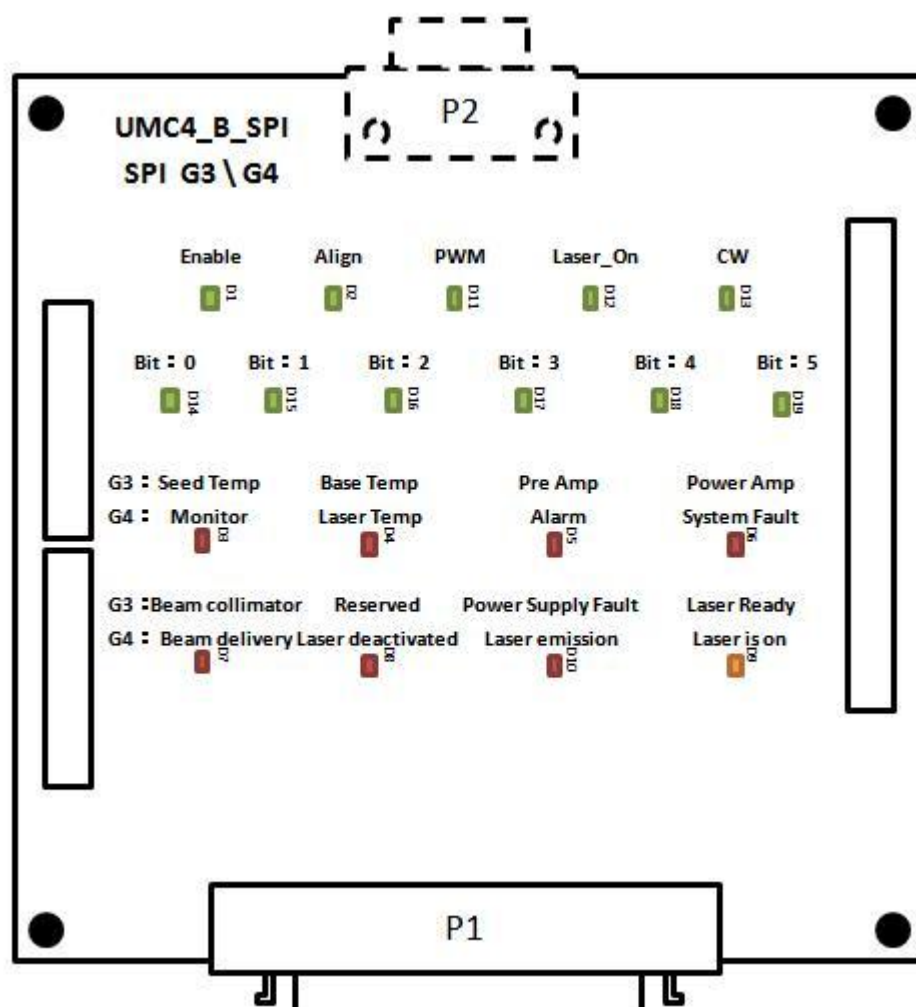 P2
UMC4_B_SPI
SPI G3 \ G4
Enable Align PWM Laser_On CW
D1 D2 D11 D12 D13
Bit : 0 Bit : 1 Bit : 2 Bit : 3 Bit : 4 Bit : 5
D14 D15 D16 D17 D18 D19
G3 : Seed Temp Base Temp Pre Amp Power Amp
G4 : Monitor Laser Temp Alarm System Fault
D3 D4 D5 D6
G3 : Beam collimator Reserved Power Supply Fault Laser Ready
G4 : Beam delivery Laser deactivated Laser emission Laser is on
D7 D8 D10 D9
P1